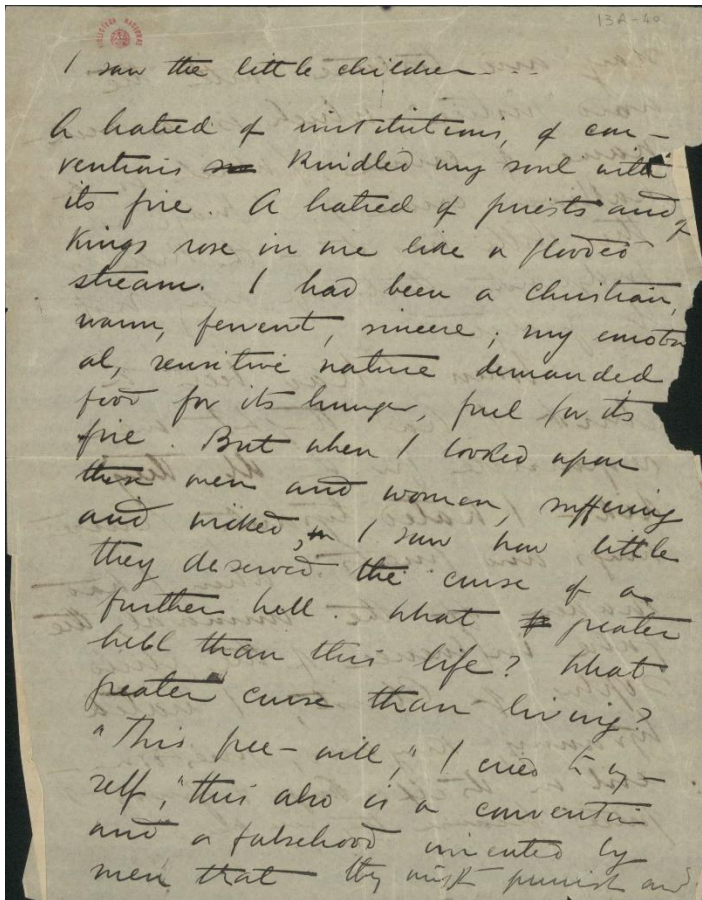 13A-40
BIBLIOTECA NACIONAL
I saw the little children...
A hatred of institutions, of con-
ventions kindled my soul with
its fire. A hatred of priests and of
Kings rose in me like a flooded
stream. I had been a Christian,
warm, fervent, sincere; my emotion
al, sensitive nature demanded
food for its hunger, fuel for its
fire. But when I looked upon
these men and women, suffering
and wicked, I saw how little
they deserved the curse of a
further hell. What greater
hell than this life? What
greater curse than living?
"This free-will," I cried to my-
self, "this also is a convention
and a falsehood invented by
men that they might punish and